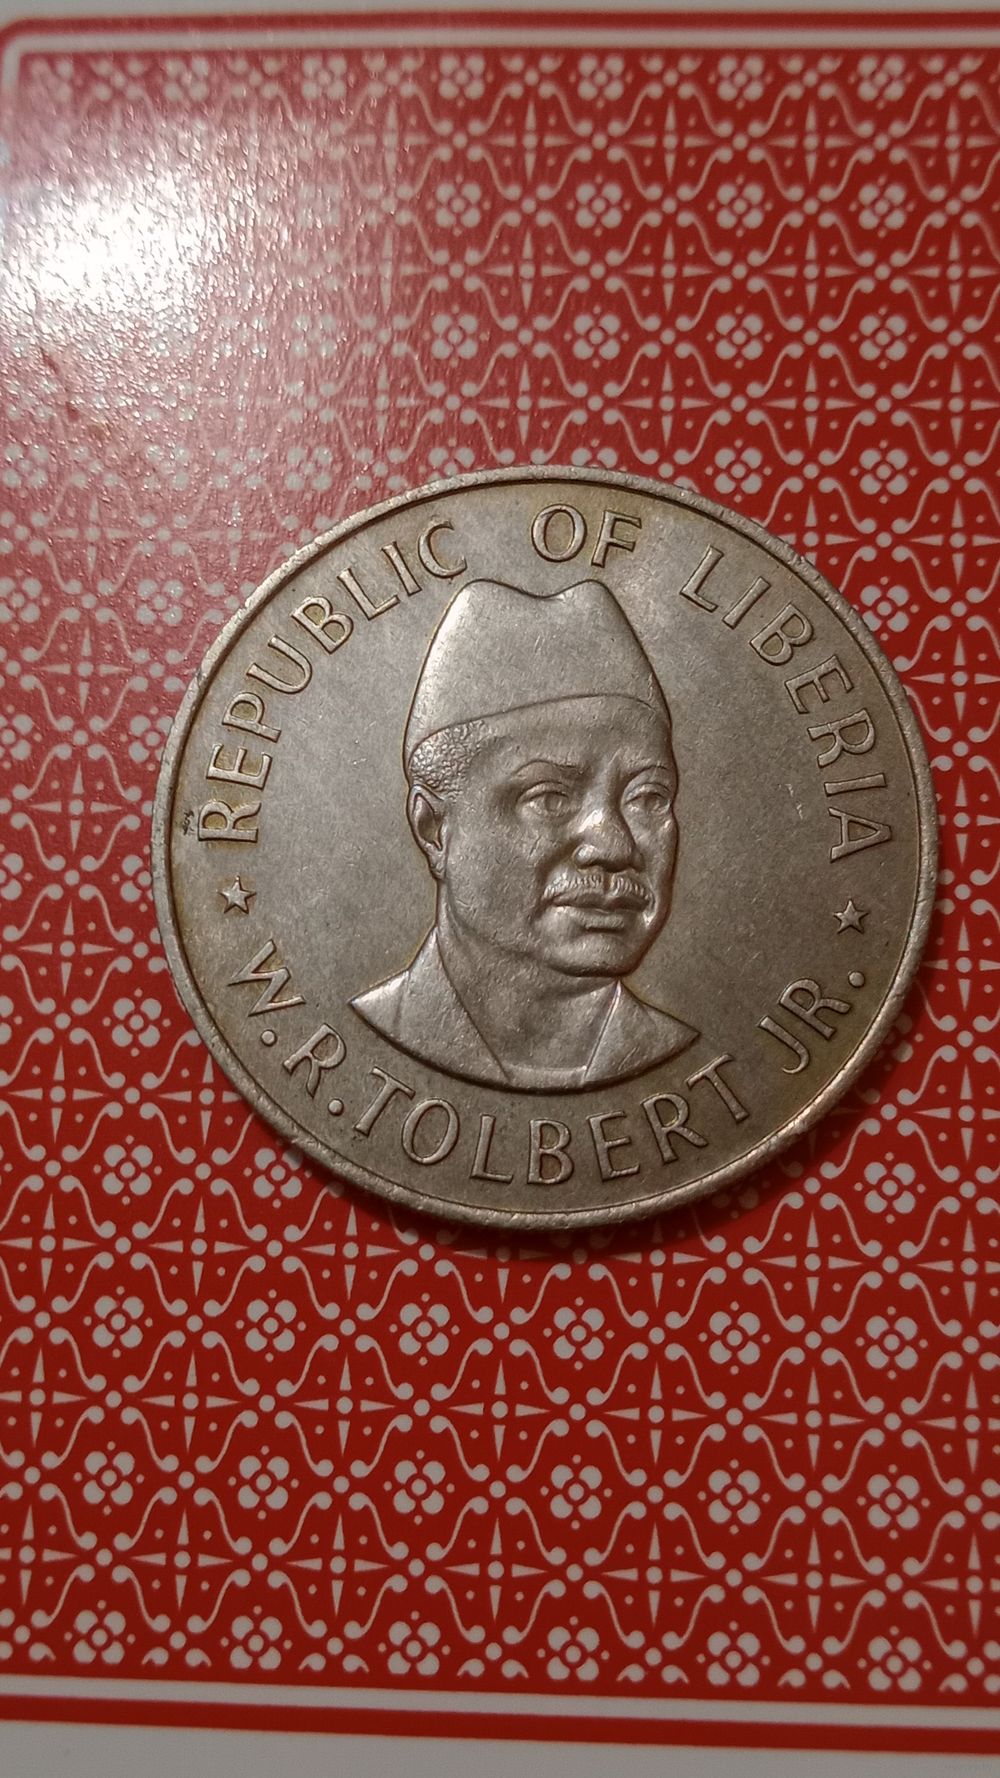 REPUBLIC OF LIBERIA
★ W.R.TOLBERT JR. ★